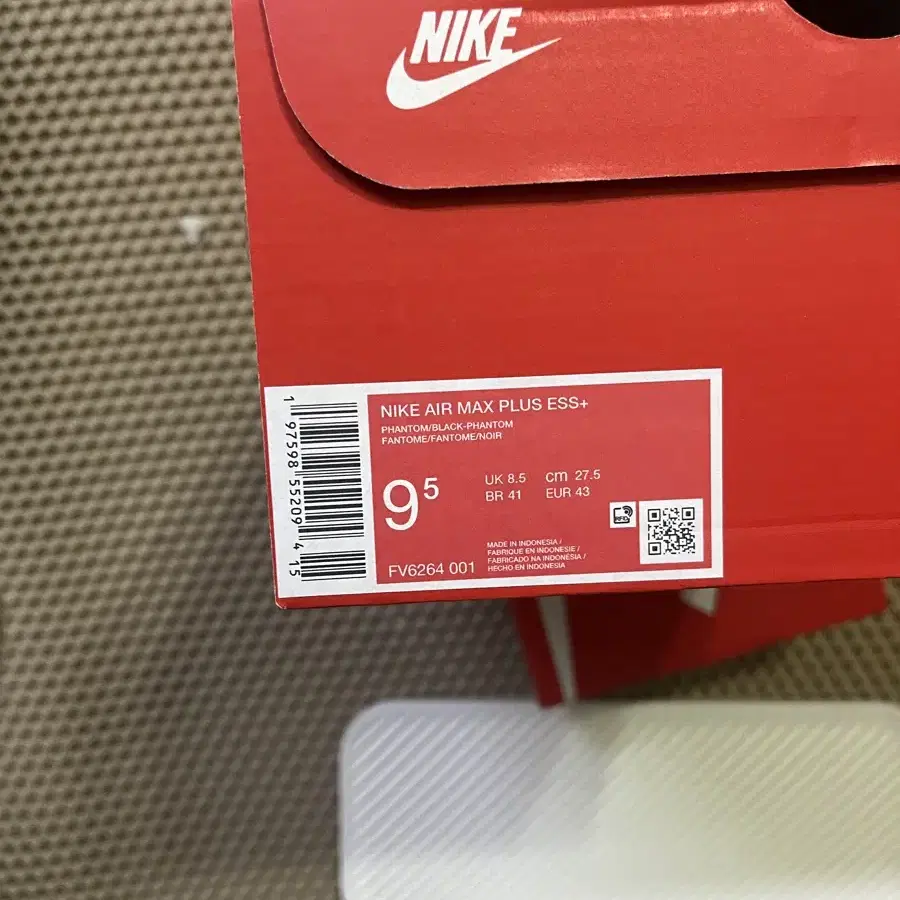 NIKE
NIKE AIR MAX PLUS ESS+
PHANTOM/BLACK-PHANTOM
FANTOME/FANTOME/NOIR
9⁵
UK 8.5 cm 27.5
BR 41 EUR 43
FV6264 001
MADE IN INDONESIA /
FABRIQUÉ EN INDONESIE /
FABRICADO NA INDONÉSIA /
HECHO EN INDONESIA
1 97598 55209 4 15